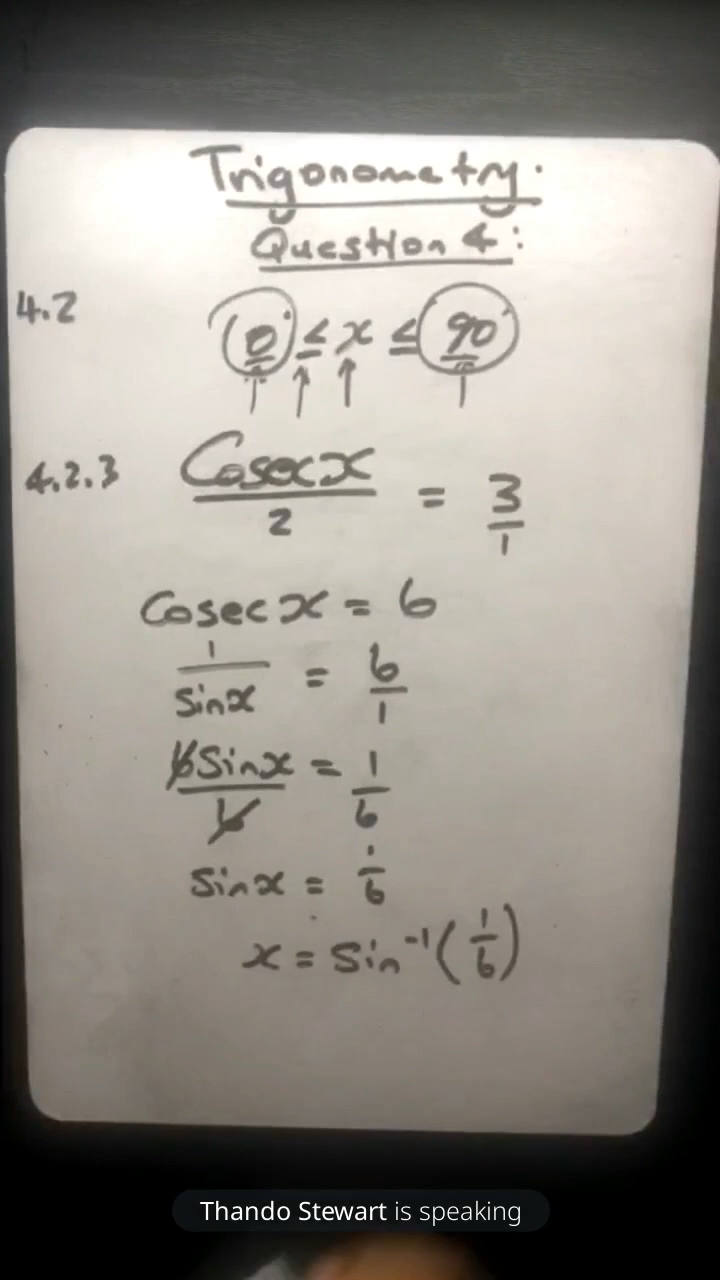 Trigonometry.
Question 4:
4.2 0° ≤ x ≤ 90°
4.2.3 Cosec x / 2 = 3 / 1
Cosec x = 6
1 / sin x = 6 / 1
6 sin x / 6 = 1 / 6
sin x = 1 / 6
x = sin⁻¹ (1/6)
Thando Stewart is speaking